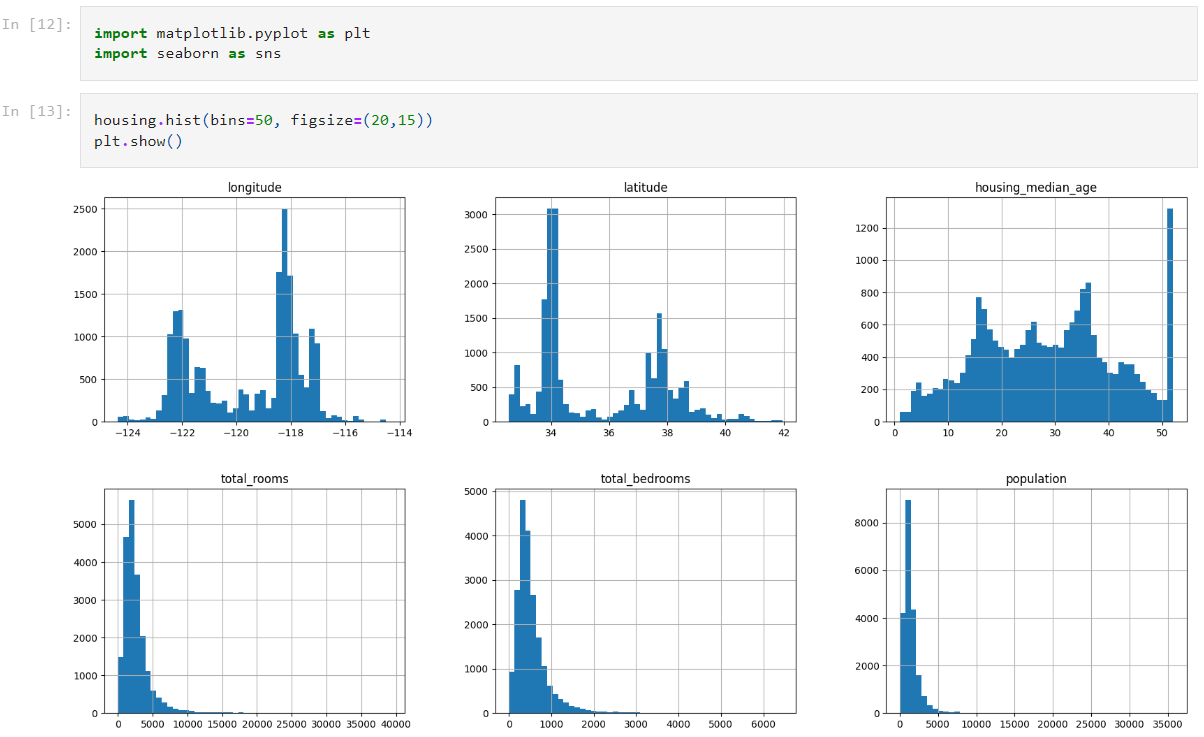 In [12]:
import matplotlib.pyplot as plt
import seaborn as sns
In [13]:
housing.hist(bins=50, figsize=(20,15))
plt.show()
longitude
2500
2000
1500
1000
500
0
−124 −122 −120 −118 −116 −114
latitude
3000
2500
2000
1500
1000
500
0
34 36 38 40 42
housing_median_age
1200
1000
800
600
400
200
0
0 10 20 30 40 50
total_rooms
5000
4000
3000
2000
1000
0
0 5000 10000 15000 20000 25000 30000 35000 40000
total_bedrooms
5000
4000
3000
2000
1000
0
0 1000 2000 3000 4000 5000 6000
population
8000
6000
4000
2000
0
0 5000 10000 15000 20000 25000 30000 35000